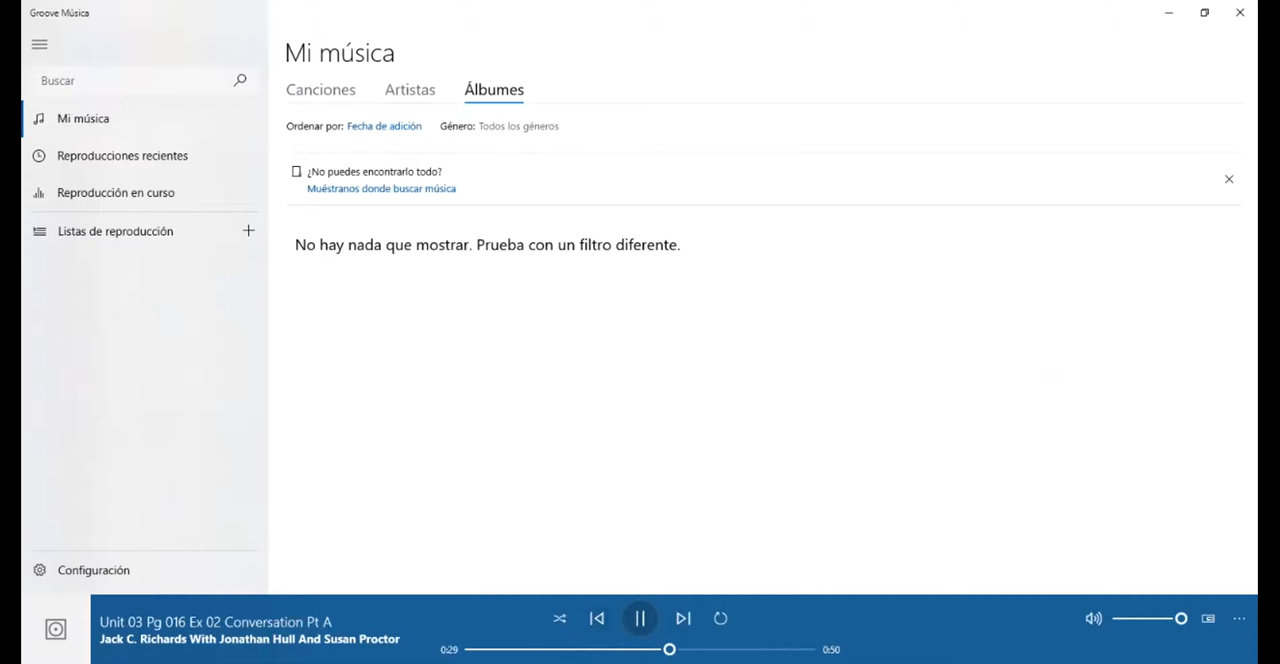 Groove Música
Buscar
Mi música
Reproducciones recientes
Reproducción en curso
Listas de reproducción
Configuración
Mi música
Canciones Artistas Álbumes
Ordenar por: Fecha de adición Género: Todos los géneros
¿No puedes encontrarlo todo?
Muéstranos donde buscar música
No hay nada que mostrar. Prueba con un filtro diferente.
Unit 03 Pg 016 Ex 02 Conversation Pt A
Jack C. Richards With Jonathan Hull And Susan Proctor
0:29 0:50